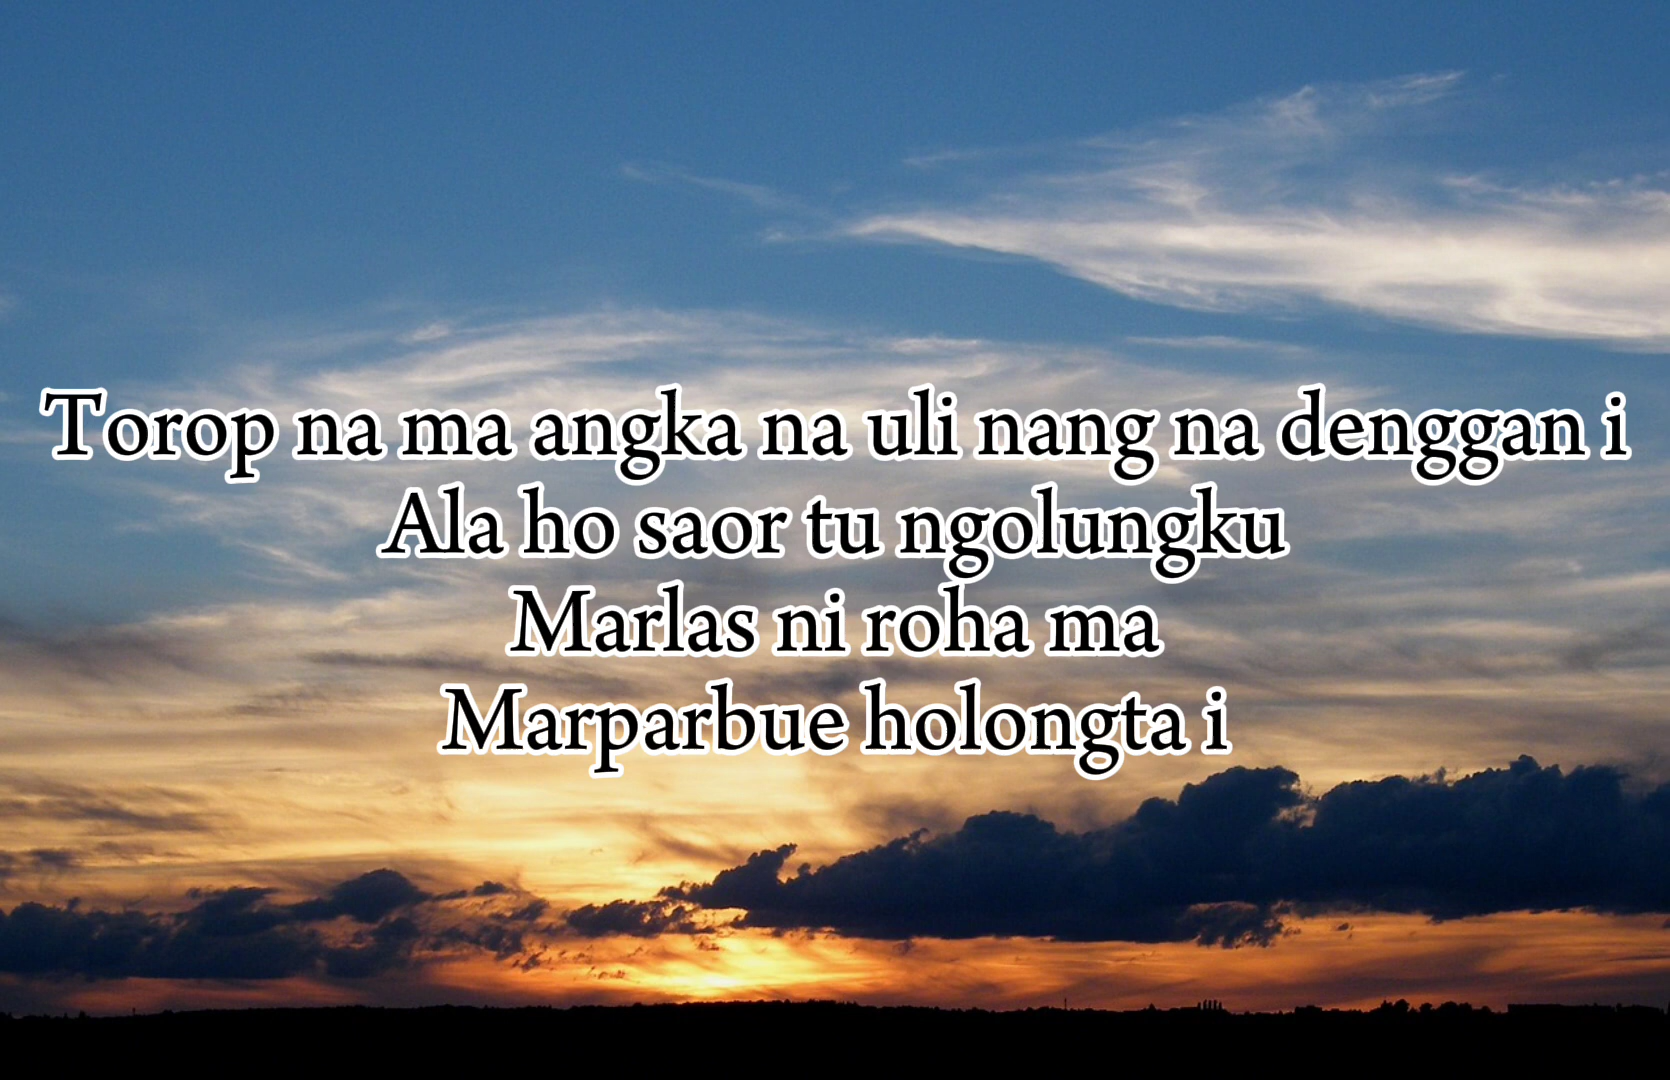 Torop na ma angka na uli nang na denggan i
Ala ho saor tu ngolungku
Marlas ni roha ma
Marparbue holongta i